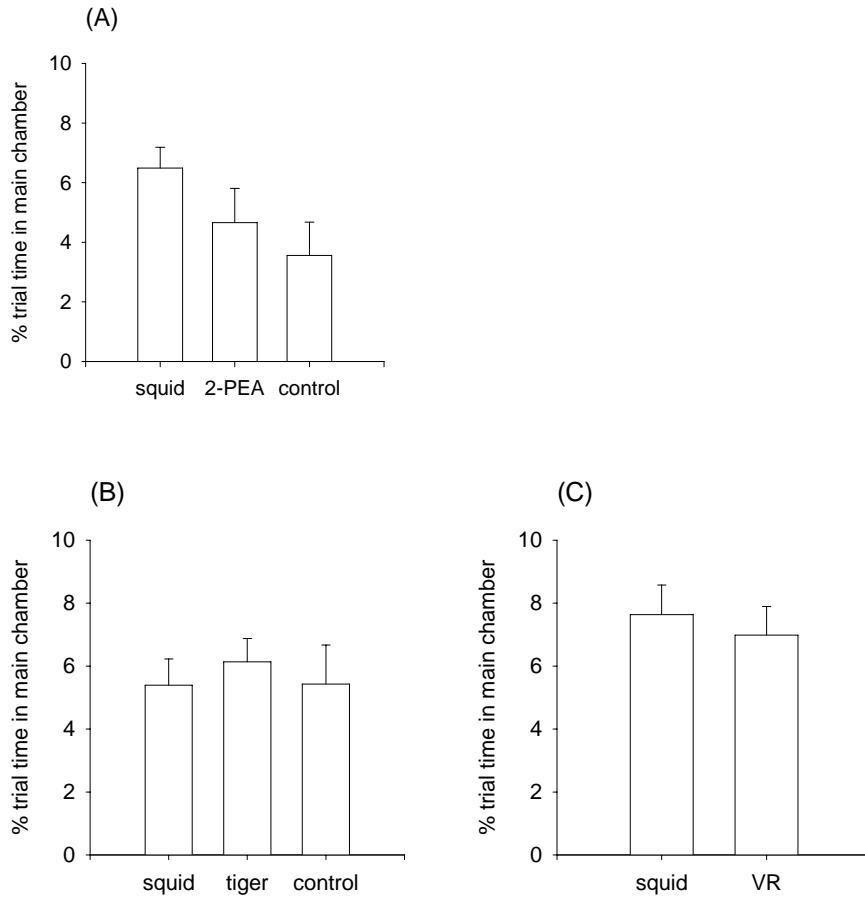 (A)
% trial time in main chamber
10
8
6
4
2
0
squid 2-PEA control
(B)
% trial time in main chamber
10
8
6
4
2
0
squid tiger control
(C)
% trial time in main chamber
10
8
6
4
2
0
squid VR